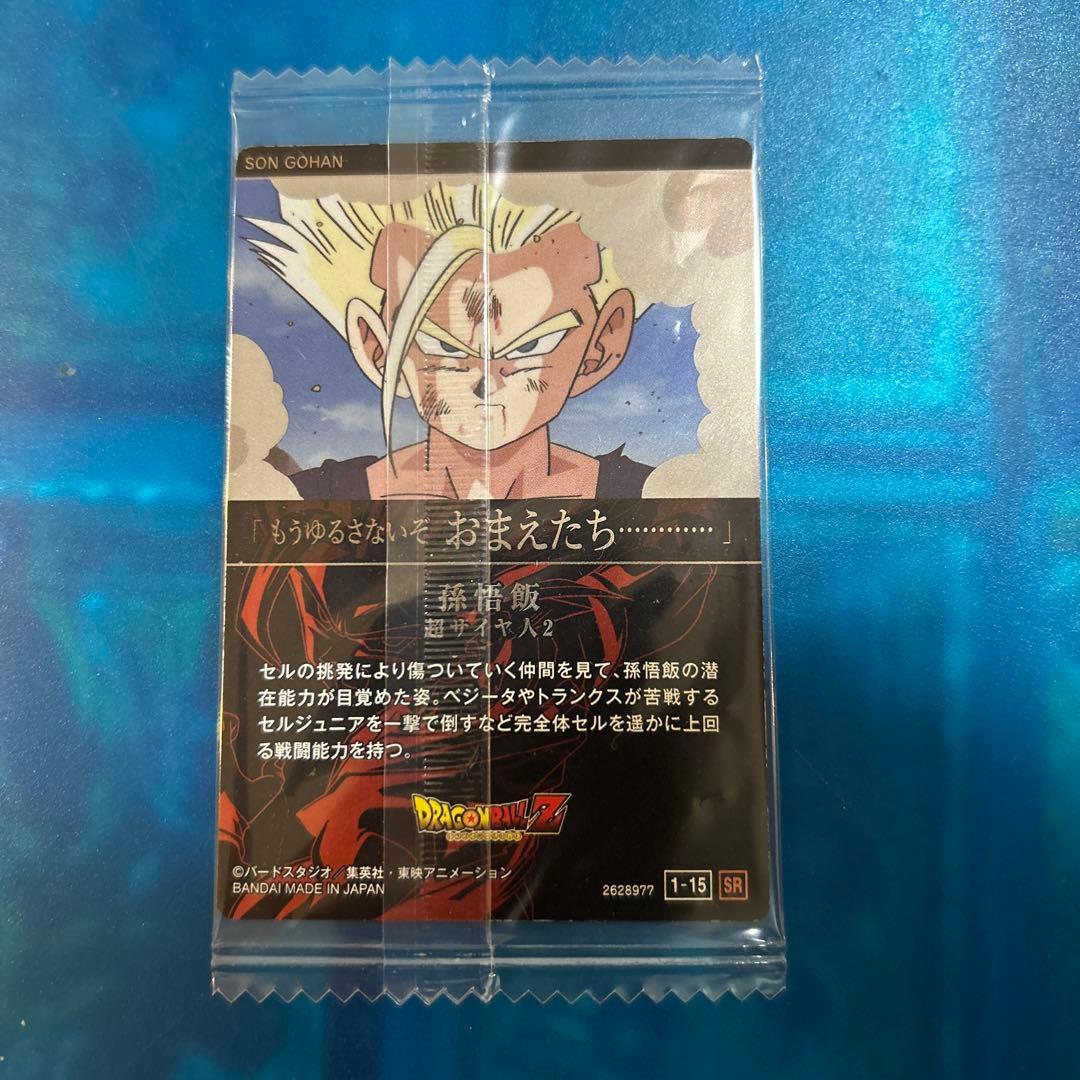 SON GOHAN
「もうゆるさないぞ おまえたち…………」
孫悟飯
超サイヤ人2
セルの挑発により傷ついていく仲間を見て、孫悟飯の潜
在能力が目覚めた姿。ベジータやトランクスが苦戦する
セルジュニアを一撃で倒すなど完全体セルを遥かに上回
る戦闘能力を持つ。
DRAGONBALL Z
©バードスタジオ／集英社・東映アニメーション
BANDAI MADE IN JAPAN
2628977 1-15 SR